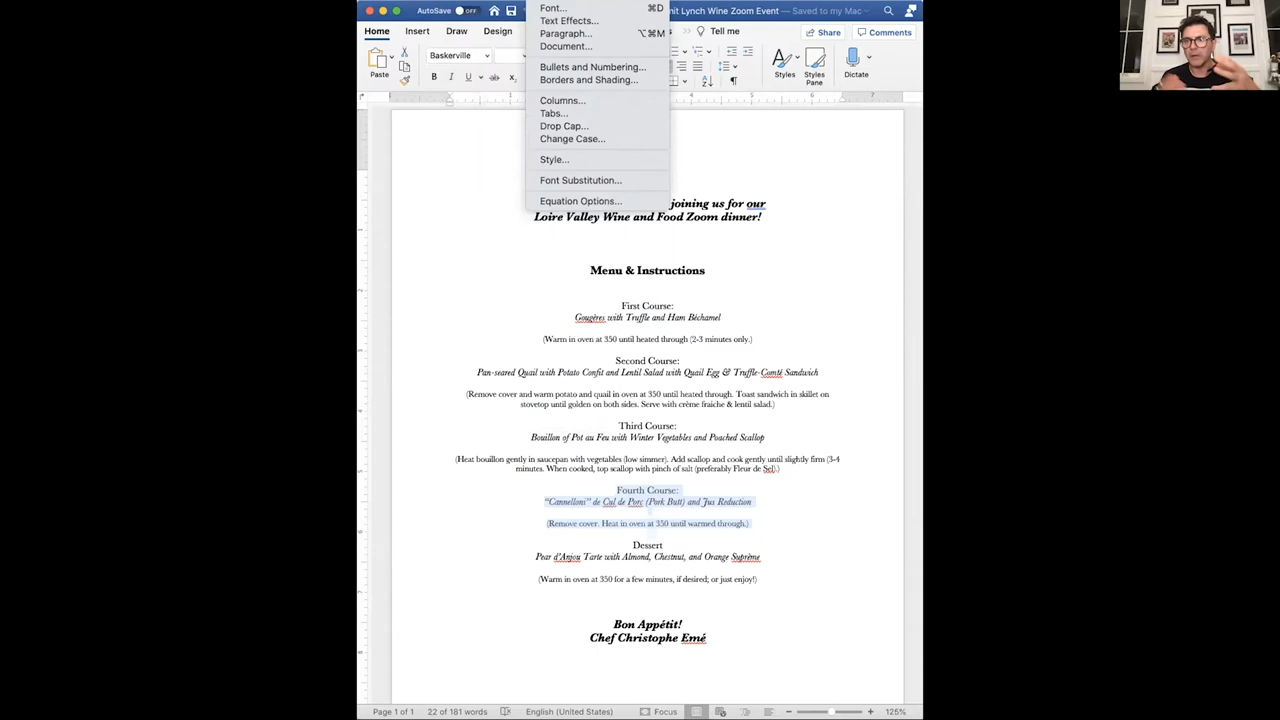 AutoSave OFF
nit Lynch Wine Zoom Event — Saved to my Mac
Home Insert Draw Design
Tell me
Share
Comments
Paste
Baskerville
B I U ab x
Styles
Styles
Pane
Dictate
Font... ⌘D
Text Effects...
Paragraph... ⌥⌘M
Document...
Bullets and Numbering...
Borders and Shading...
Columns...
Tabs...
Drop Cap...
Change Case...
Style...
Font Substitution...
Equation Options...
joining us for our
Loire Valley Wine and Food Zoom dinner!
Menu & Instructions
First Course:
Gougères with Truffle and Ham Béchamel
(Warm in oven at 350 until heated through (2-3 minutes only.)
Second Course:
Pan-seared Quail with Potato Confit and Lentil Salad with Quail Egg & Truffle-Comté Sandwich
(Remove cover and warm potato and quail in oven at 350 until heated through. Toast sandwich in skillet on
stovetop until golden on both sides. Serve with crème fraiche & lentil salad.)
Third Course:
Bouillon of Pot au Feu with Winter Vegetables and Poached Scallop
(Heat bouillon gently in saucepan with vegetables (low simmer). Add scallop and cook gently until slightly firm (3-4
minutes. When cooked, top scallop with pinch of salt (preferably Fleur de Sel).)
Fourth Course:
"Cannellons" de Cul de Porc (Pork Butt) and Jus Reduction
(Remove cover. Heat in oven at 350 until warmed through.)
Dessert
Pear d'Anjou Tarte with Almond, Chestnut, and Orange Suprème
(Warm in oven at 350 for a few minutes, if desired; or just enjoy!)
Bon Appétit!
Chef Christophe Emé
Page 1 of 1 22 of 181 words English (United States) Focus 125%